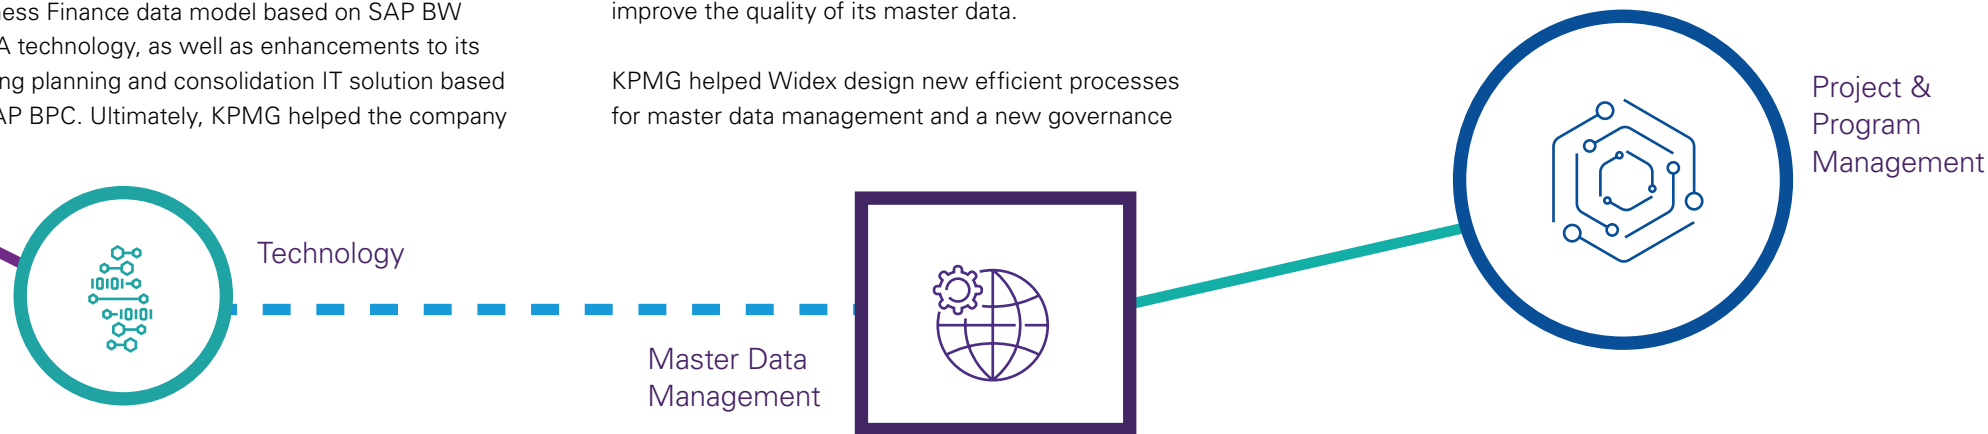 ness Finance data model based on SAP BW
A technology, as well as enhancements to its
ng planning and consolidation IT solution based
AP BPC. Ultimately, KPMG helped the company
improve the quality of its master data.
KPMG helped Widex design new efficient processes
for master data management and a new governance
Project &
Program
Management
Technology
10101
10101
Master Data
Management